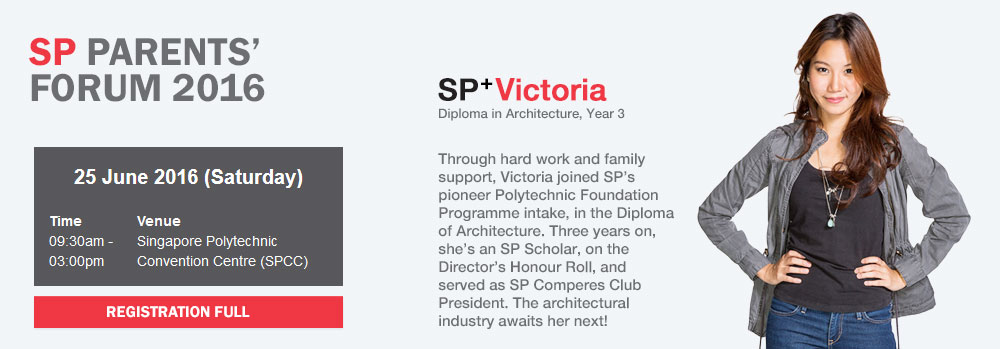 SP PARENTS’
FORUM 2016
25 June 2016 (Saturday)
Time Venue
09:30am - Singapore Polytechnic
03:00pm Convention Centre (SPCC)
REGISTRATION FULL
SP+Victoria
Diploma in Architecture, Year 3
Through hard work and family
support, Victoria joined SP’s
pioneer Polytechnic Foundation
Programme intake, in the Diploma
of Architecture. Three years on,
she’s an SP Scholar, on the
Director’s Honour Roll, and
served as SP Comperes Club
President. The architectural
industry awaits her next!